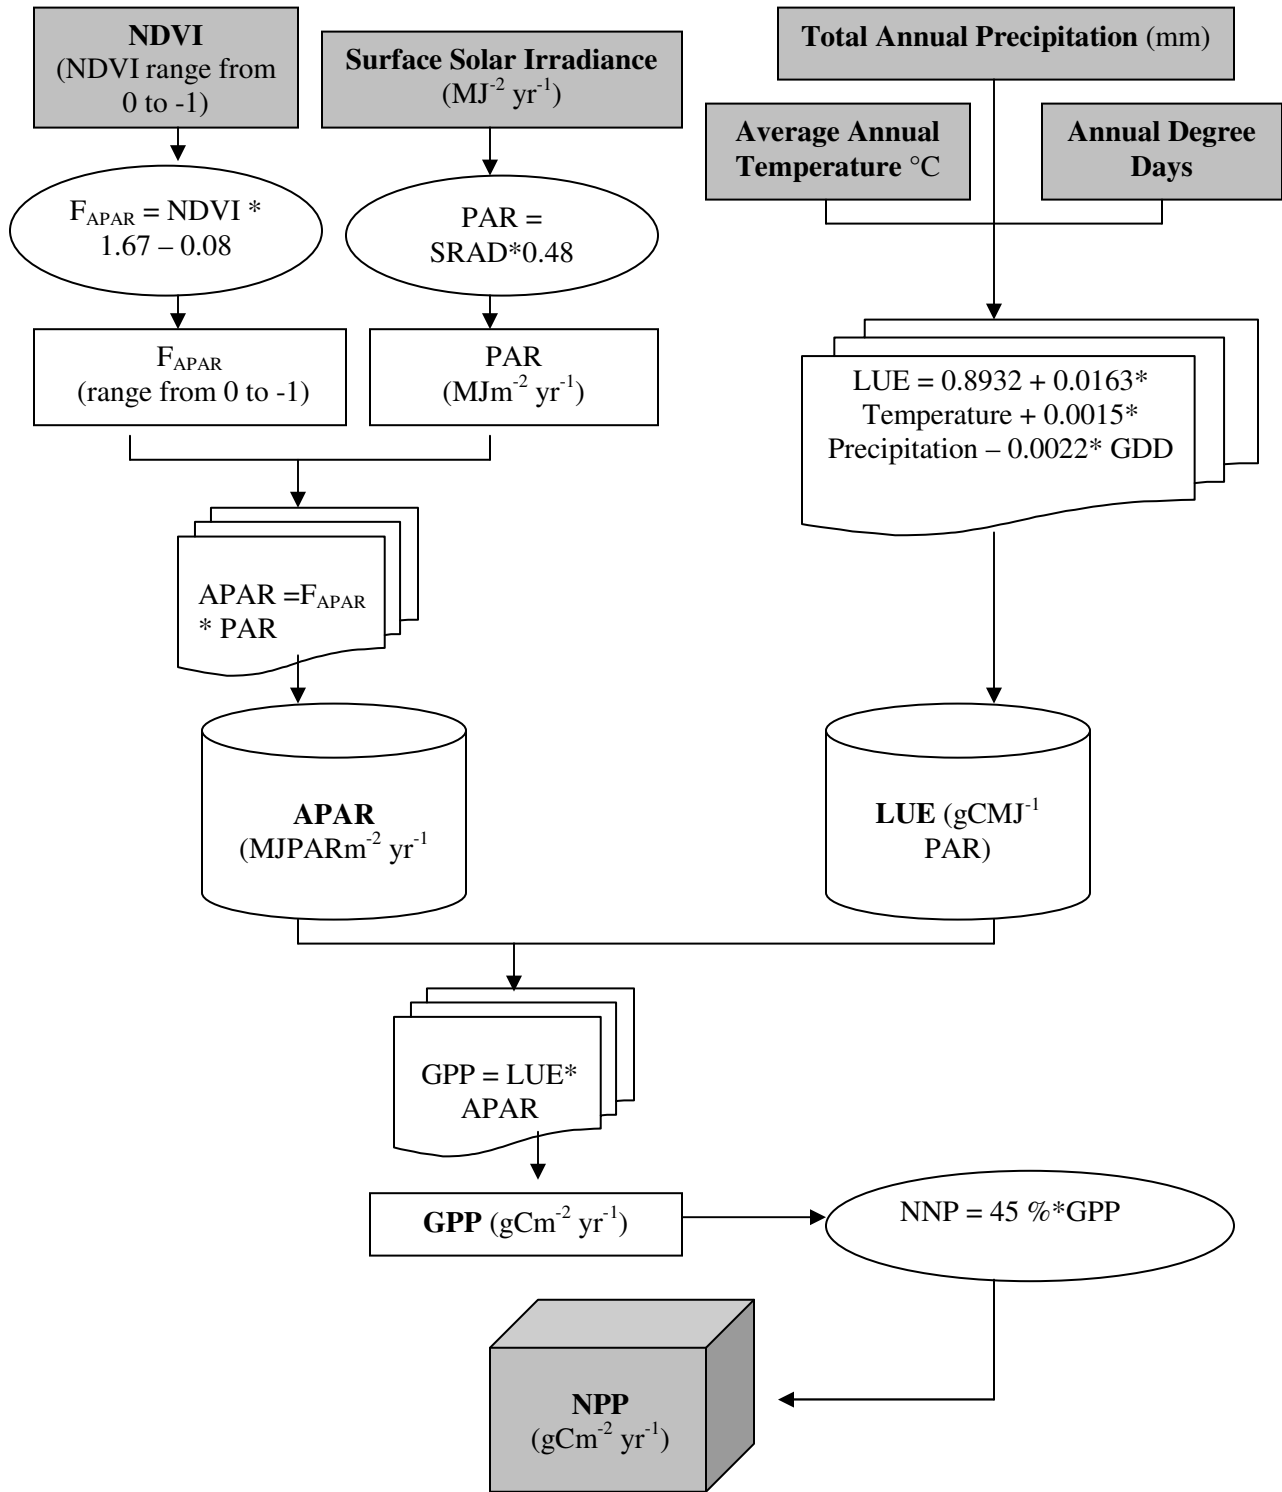 NDVI
(NDVI range from
0 to -1)
Surface Solar Irradiance
(MJ⁻² yr⁻¹)
Total Annual Precipitation (mm)
Average Annual
Temperature °C
Annual Degree
Days
F_APAR = NDVI *
1.67 – 0.08
PAR =
SRAD*0.48
F_APAR
(range from 0 to -1)
PAR
(MJm⁻² yr⁻¹)
LUE = 0.8932 + 0.0163*
Temperature + 0.0015*
Precipitation – 0.0022* GDD
APAR =F_APAR
* PAR
APAR
(MJPARm⁻² yr⁻¹
LUE (gCMJ⁻¹
PAR)
GPP = LUE*
APAR
GPP (gCm⁻² yr⁻¹)
NNP = 45 %*GPP
NPP
(gCm⁻² yr⁻¹)